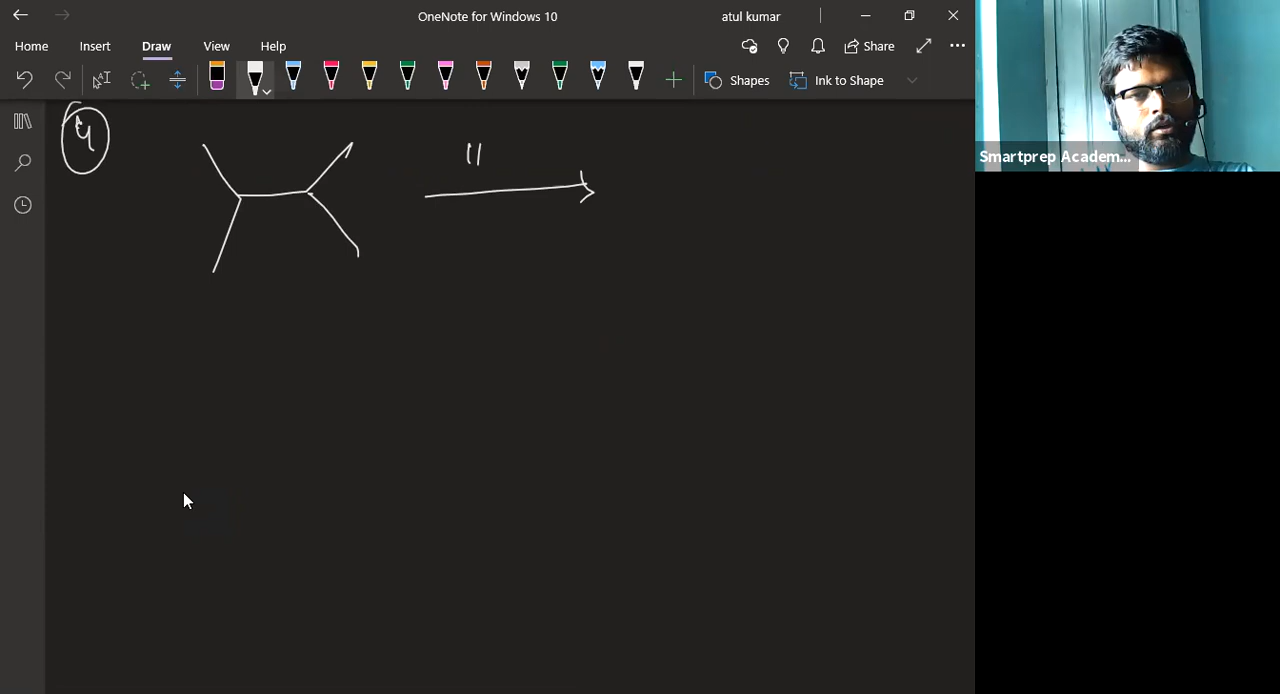 OneNote for Windows 10
atul kumar
Home Insert Draw View Help
Share
Shapes
Ink to Shape
Smartprep Academ...
4
11